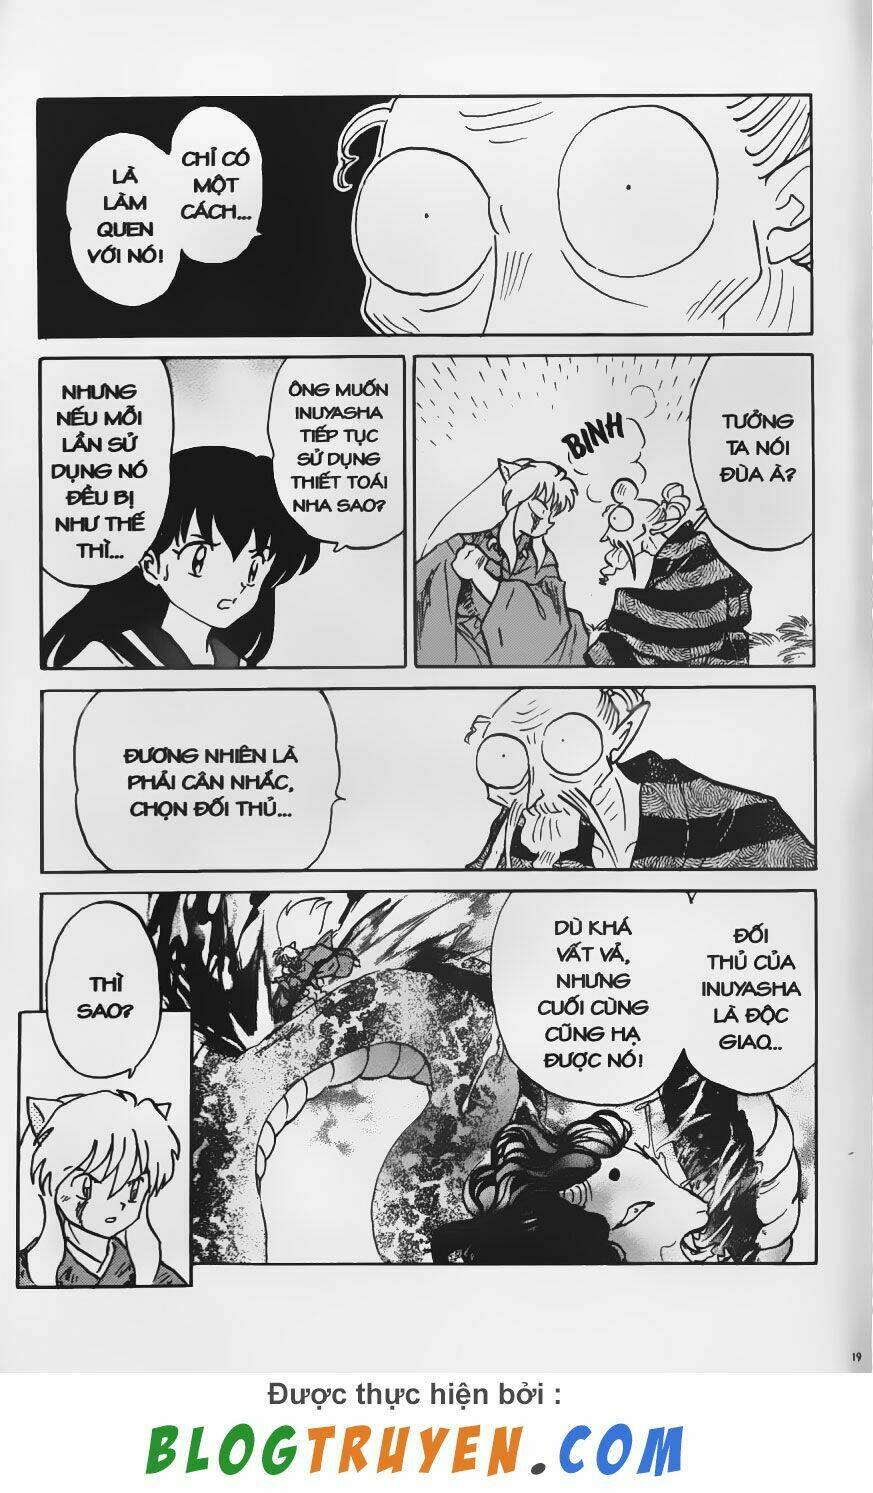 CHỈ CÓ
MỘT
CÁCH...
LÀ
LÀM
QUEN
VỚI NÓ!
TƯỞNG
TA NÓI
ĐÙA À?
BINH
ÔNG MUỐN
INUYASHA
TIẾP TỤC
SỬ DỤNG
THIẾT TOÁI
NHA SAO?
NHƯNG
NẾU MỖI
LẦN SỬ
DỤNG NÓ
ĐỀU BỊ
NHƯ THẾ
THÌ...
ĐƯƠNG NHIÊN LÀ
PHẢI CÂN NHẮC,
CHỌN ĐỐI THỦ...
ĐỐI
THỦ CỦA
INUYASHA
LÀ ĐỘC
GIAO...
DÙ KHÁ
VẤT VẢ,
NHƯNG
CUỐI CÙNG
CŨNG HẠ
ĐƯỢC NÓ!
THÌ
SAO?
19
Được thực hiện bởi :
BLOGTRUYEN.COM